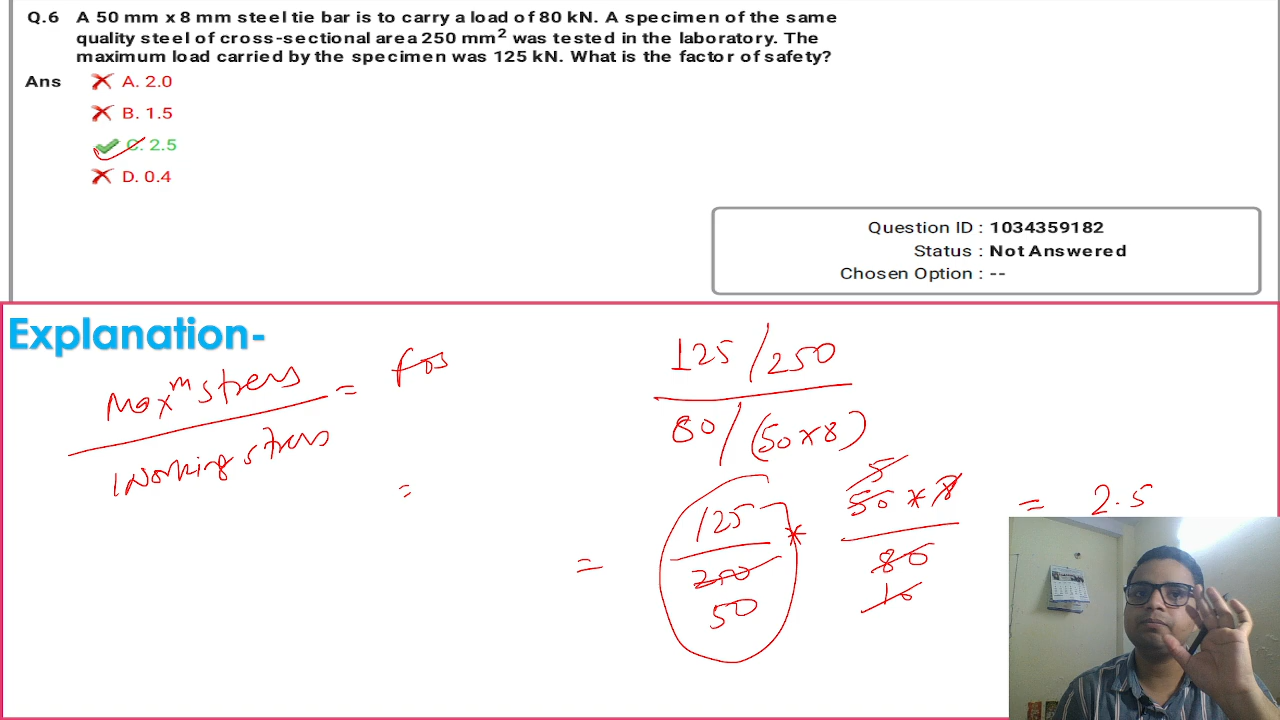 Q.6 A 50 mm x 8 mm steel tie bar is to carry a load of 80 kN. A specimen of the same
quality steel of cross-sectional area 250 mm² was tested in the laboratory. The
maximum load carried by the specimen was 125 kN. What is the factor of safety?
Ans A. 2.0
B. 1.5
C. 2.5
D. 0.4
Question ID : 1034359182
Status : Not Answered
Chosen Option : --
Explanation-
Maxᵐ stress = fos
working stress
=
125/250
80/(50×8)
= 125 * 50 * 8 = 2.5
250 80
50 10
5